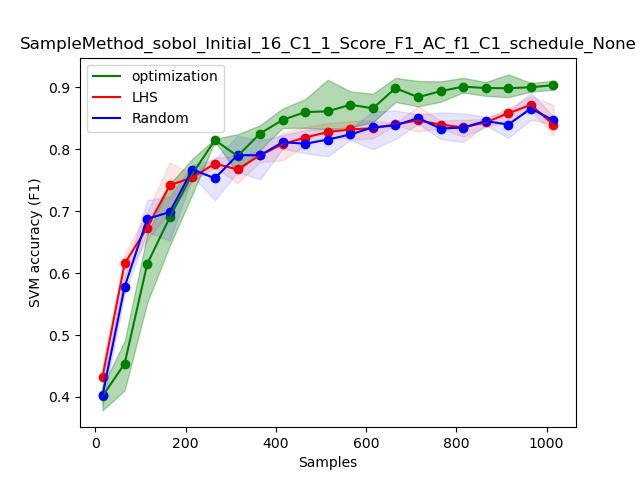 SampleMethod_sobol_Initial_16_C1_1_Score_F1_AC_f1_C1_schedule_None
optimization
LHS
Random
0.9
0.8
0.7
0.6
0.5
0.4
SVM accuracy (F1)
0
200
400
600
800
1000
Samples